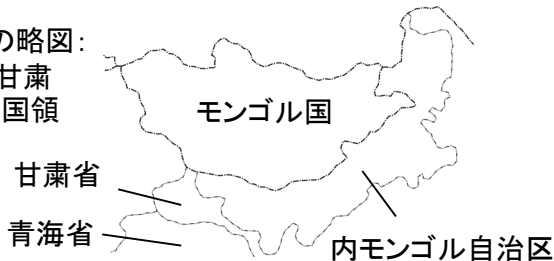 の略図：
甘粛
国領
モンゴル国
甘粛省
青海省
内モンゴル自治区